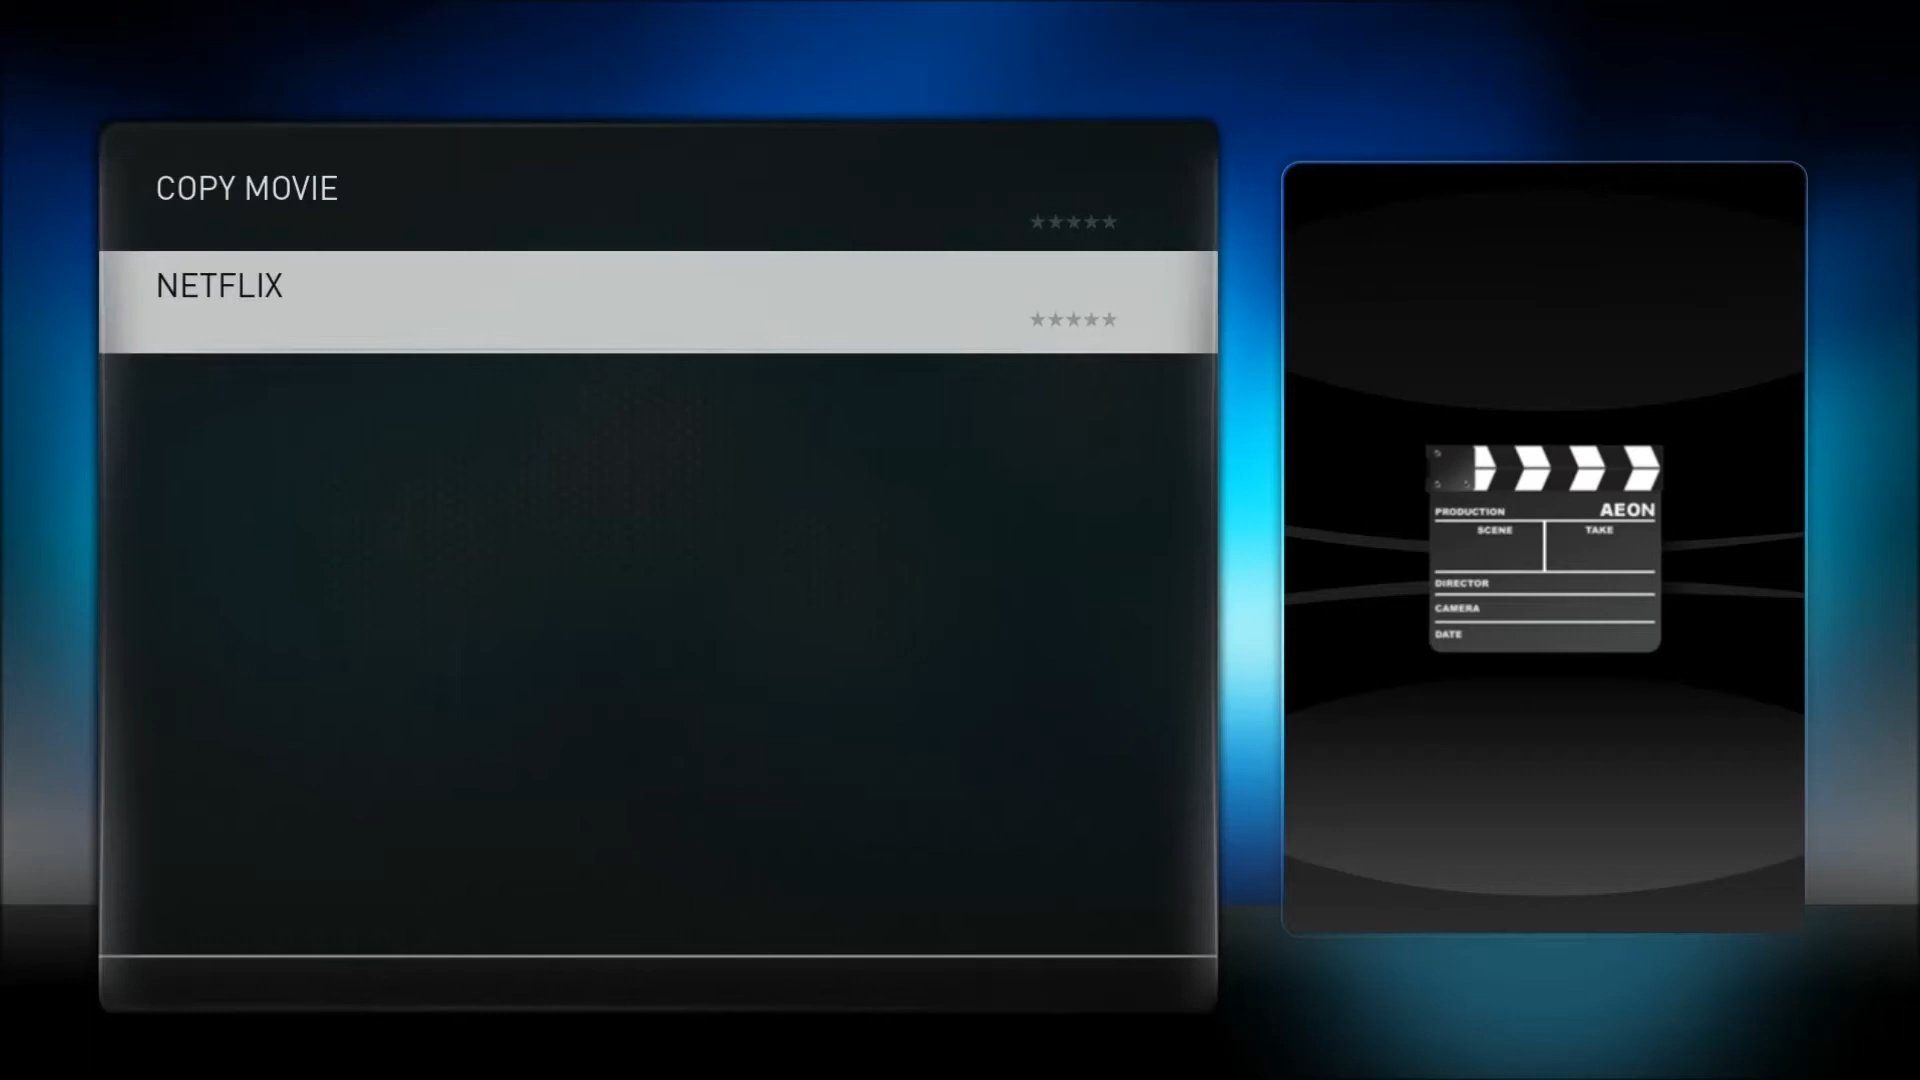 COPY MOVIE
NETFLIX
PRODUCTION AEON
SCENE TAKE
DIRECTOR
CAMERA
DATE